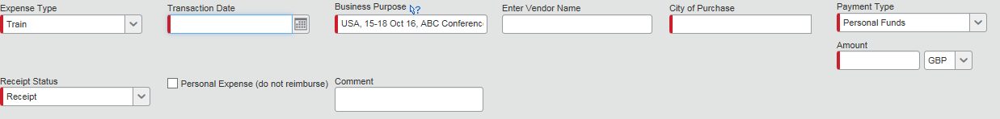 Expense Type
Train
Transaction Date
Business Purpose ?
USA, 15-18 Oct 16, ABC Conferenc
Enter Vendor Name
City of Purchase
Payment Type
Personal Funds
Amount
GBP
Receipt Status
Receipt
Personal Expense (do not reimburse)
Comment